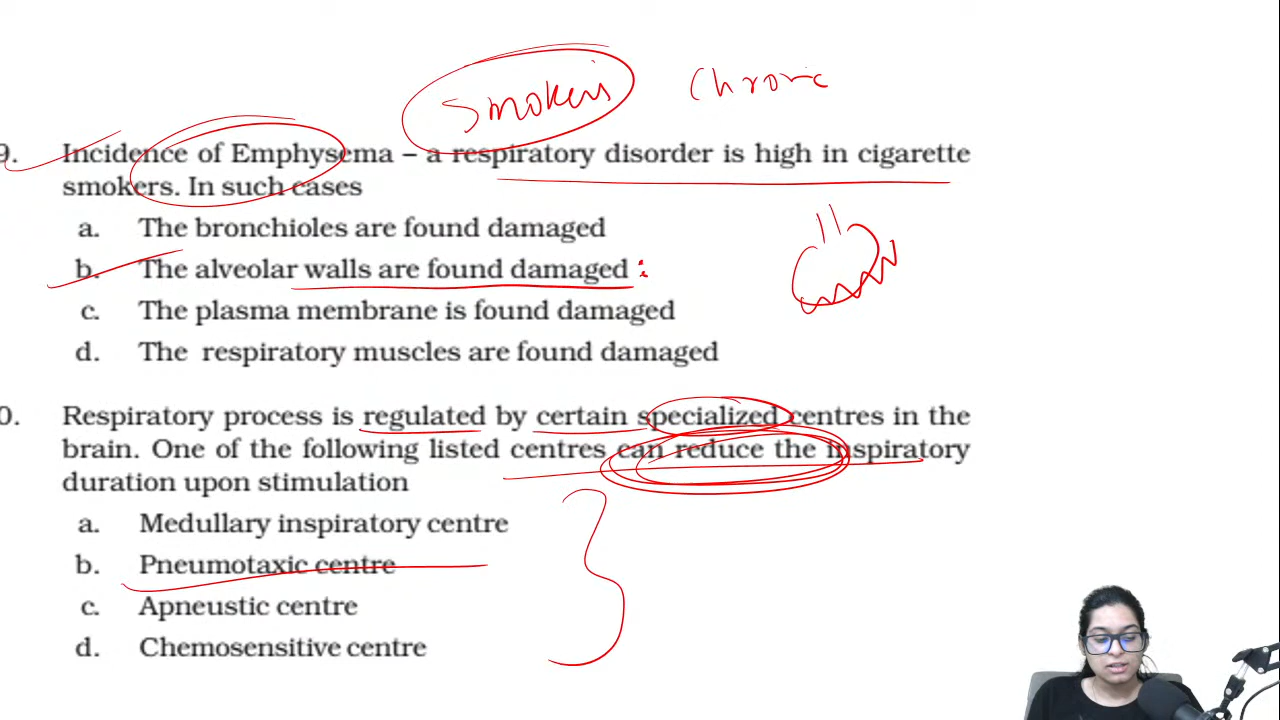 Smokers Chronic
9. Incidence of Emphysema – a respiratory disorder is high in cigarette
smokers. In such cases
a. The bronchioles are found damaged
b. The alveolar walls are found damaged :
c. The plasma membrane is found damaged
d. The respiratory muscles are found damaged
0. Respiratory process is regulated by certain specialized centres in the
brain. One of the following listed centres can reduce the inspiratory
duration upon stimulation
a. Medullary inspiratory centre
b. Pneumotaxic centre
c. Apneustic centre
d. Chemosensitive centre